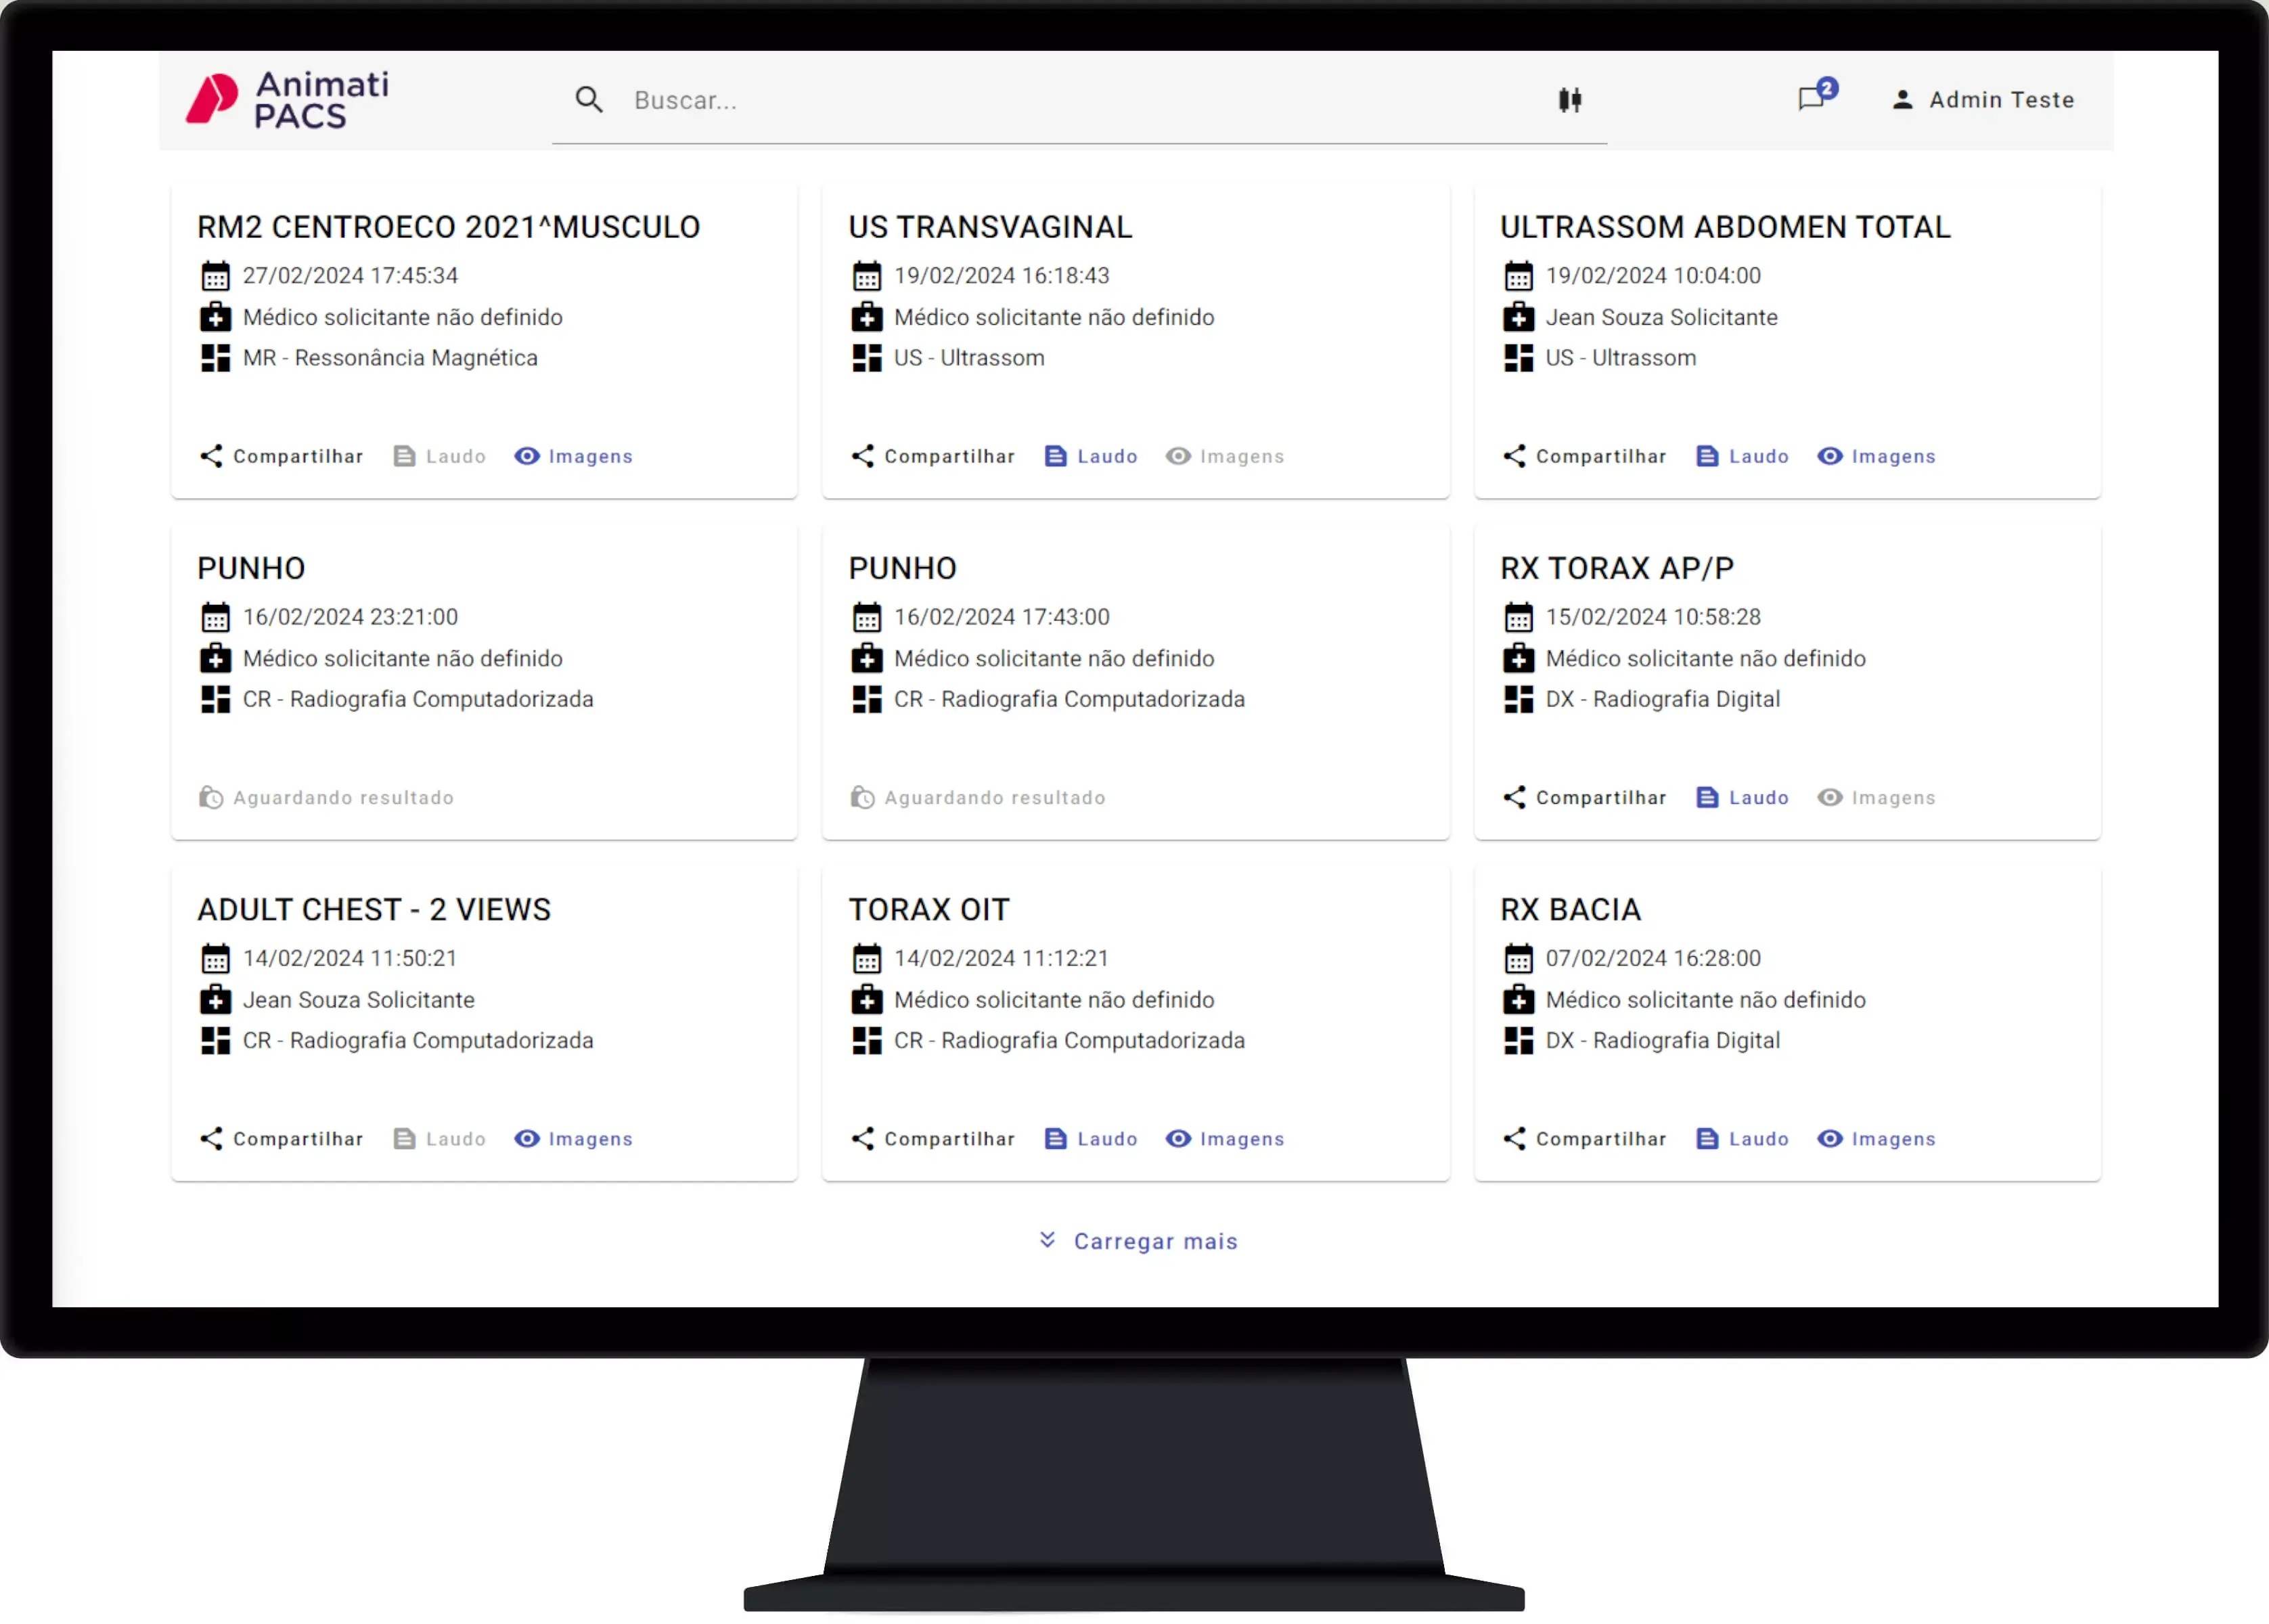 Animati
PACS
Buscar...
2
Admin Teste
RM2 CENTROECO 2021^MUSCULO
27/02/2024 17:45:34
Médico solicitante não definido
MR - Ressonância Magnética
Compartilhar Laudo Imagens
US TRANSVAGINAL
19/02/2024 16:18:43
Médico solicitante não definido
US - Ultrassom
Compartilhar Laudo Imagens
ULTRASSOM ABDOMEN TOTAL
19/02/2024 10:04:00
Jean Souza Solicitante
US - Ultrassom
Compartilhar Laudo Imagens
PUNHO
16/02/2024 23:21:00
Médico solicitante não definido
CR - Radiografia Computadorizada
Aguardando resultado
PUNHO
16/02/2024 17:43:00
Médico solicitante não definido
CR - Radiografia Computadorizada
Aguardando resultado
RX TORAX AP/P
15/02/2024 10:58:28
Médico solicitante não definido
DX - Radiografia Digital
Compartilhar Laudo Imagens
ADULT CHEST - 2 VIEWS
14/02/2024 11:50:21
Jean Souza Solicitante
CR - Radiografia Computadorizada
Compartilhar Laudo Imagens
TORAX OIT
14/02/2024 11:12:21
Médico solicitante não definido
CR - Radiografia Computadorizada
Compartilhar Laudo Imagens
RX BACIA
07/02/2024 16:28:00
Médico solicitante não definido
DX - Radiografia Digital
Compartilhar Laudo Imagens
Carregar mais